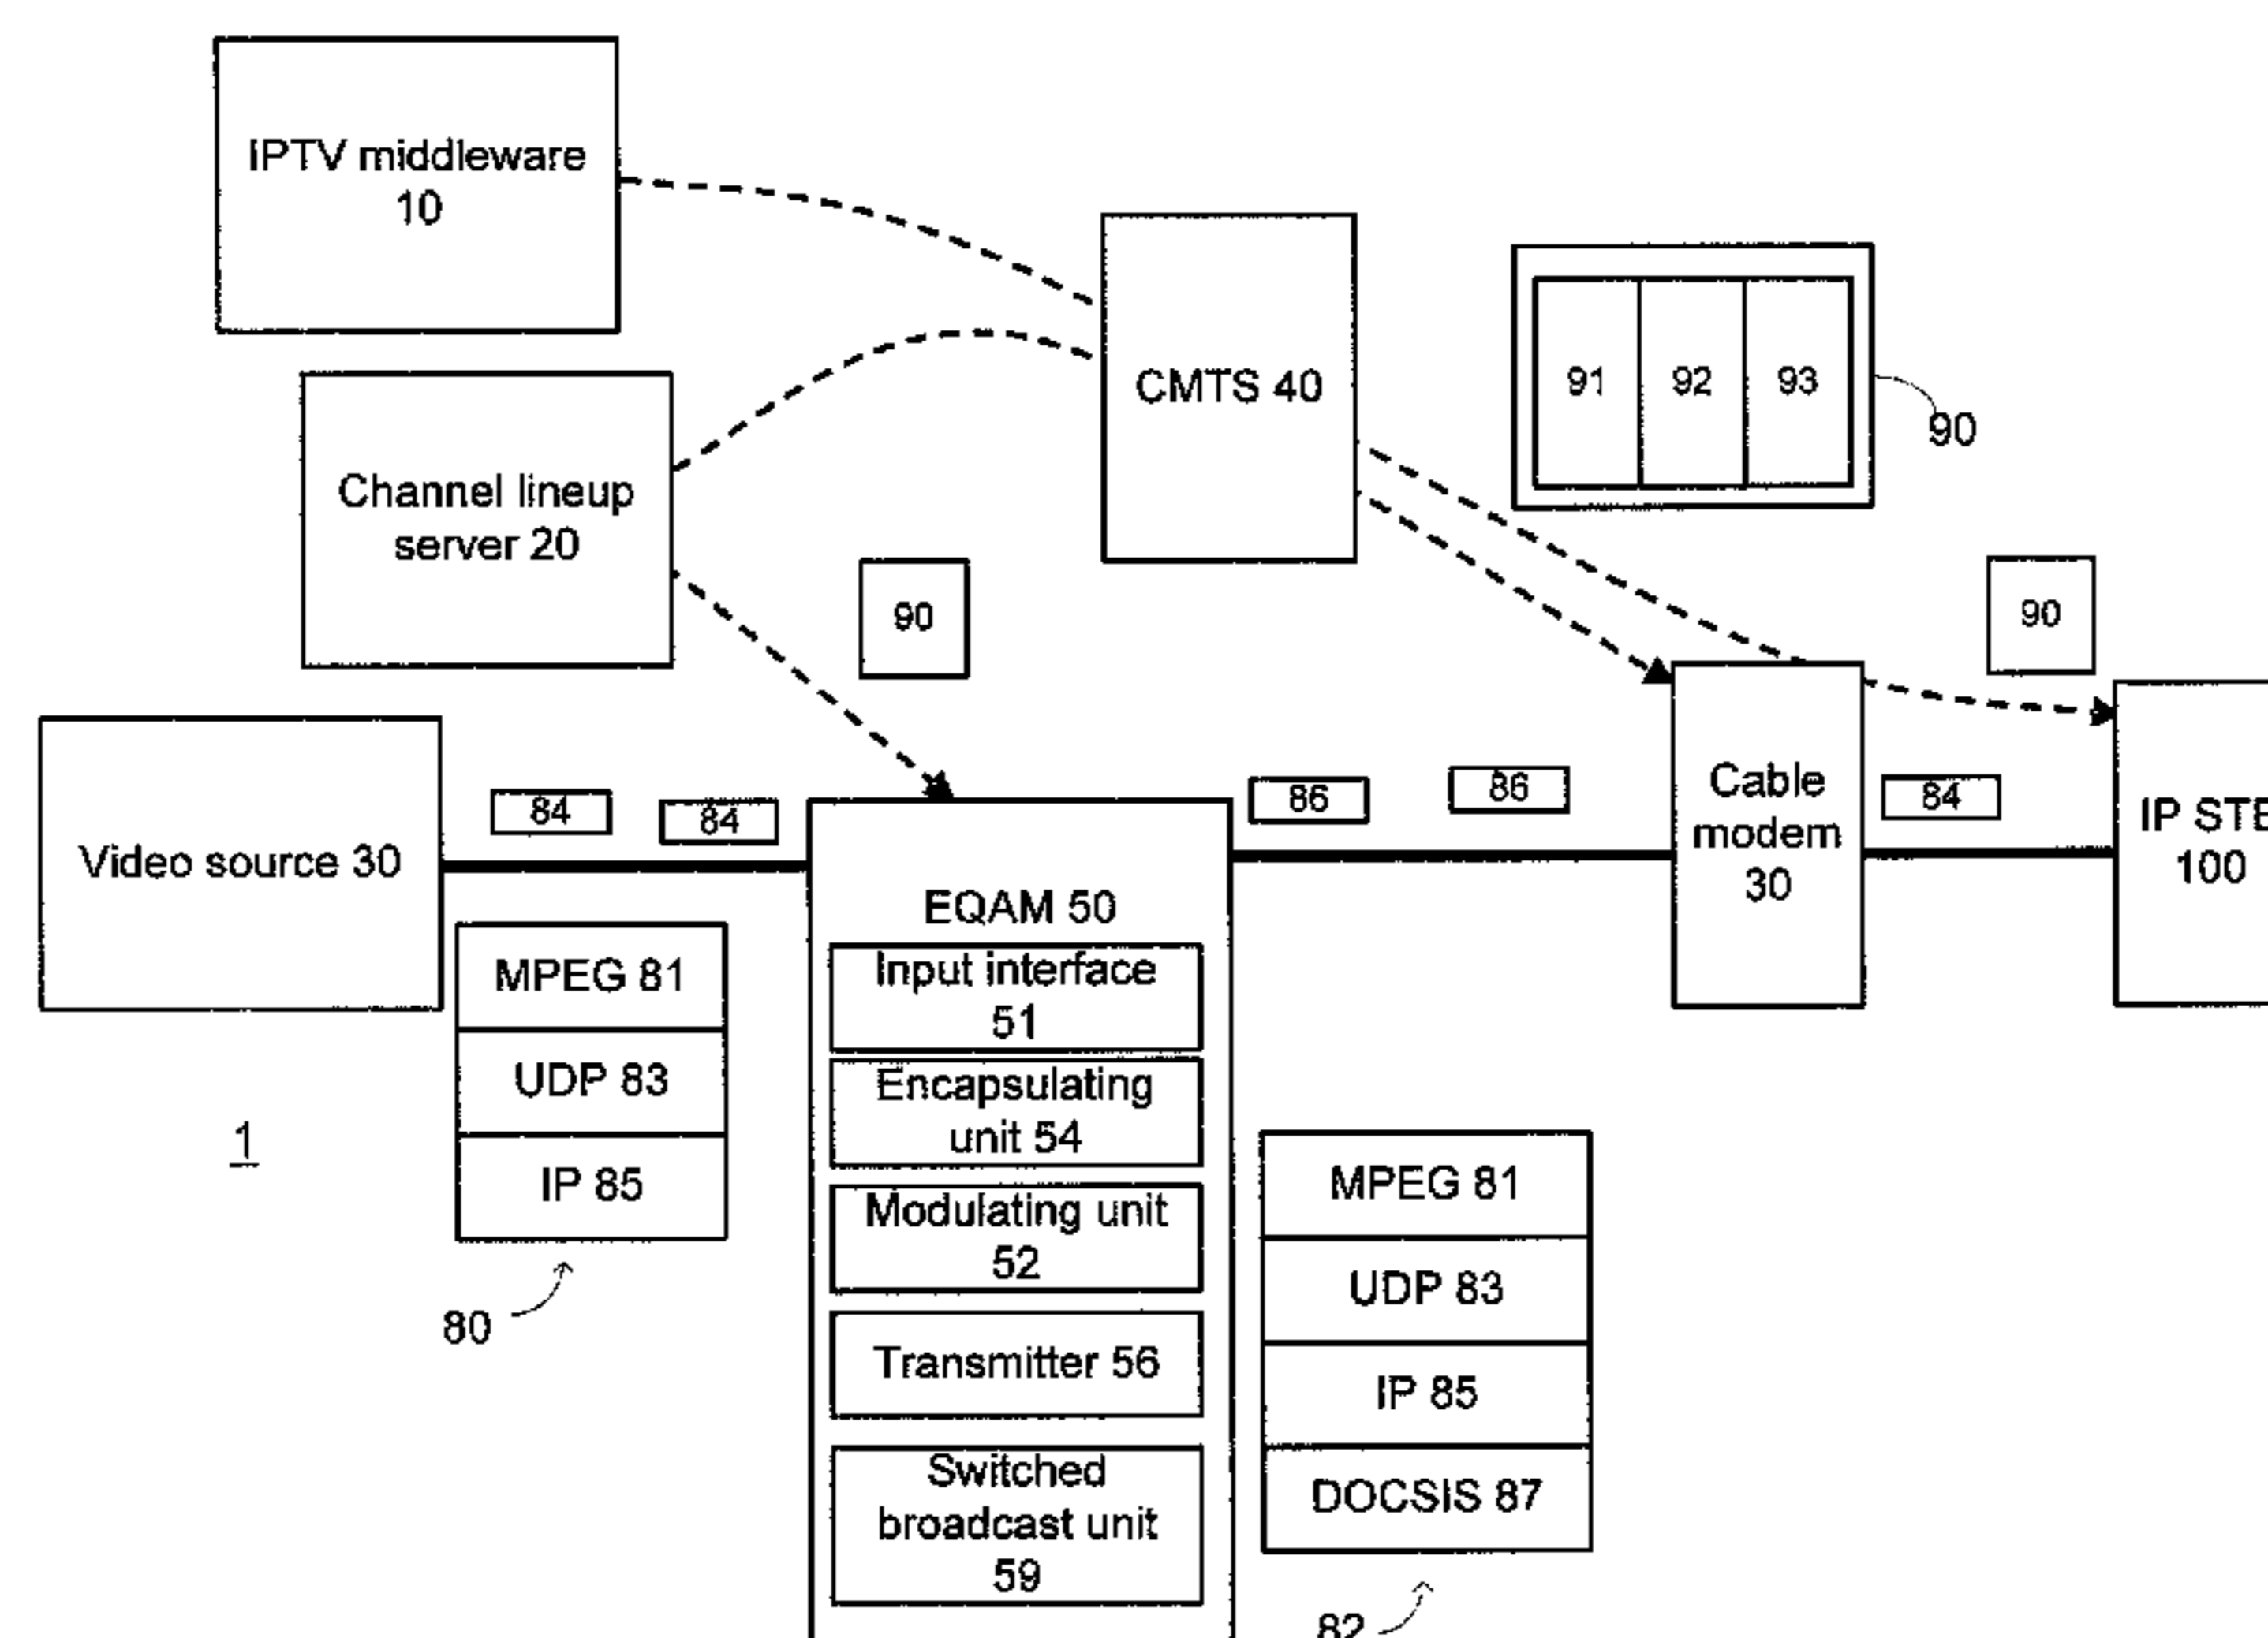 IPTV middleware
10
CMTS 40
91
92
93
90
Channel lineup
server 20
90
90
Video source 30
84
84
86
86
Cable
modem
30
84
IP STB
100
EQAM 50
Input interface
51
Encapsulating
unit 54
Modulating unit
52
Transmitter 56
Switched
broadcast unit
59
MPEG 81
UDP 83
IP 85
80
1
MPEG 81
UDP 83
IP 85
DOCSIS 87
82